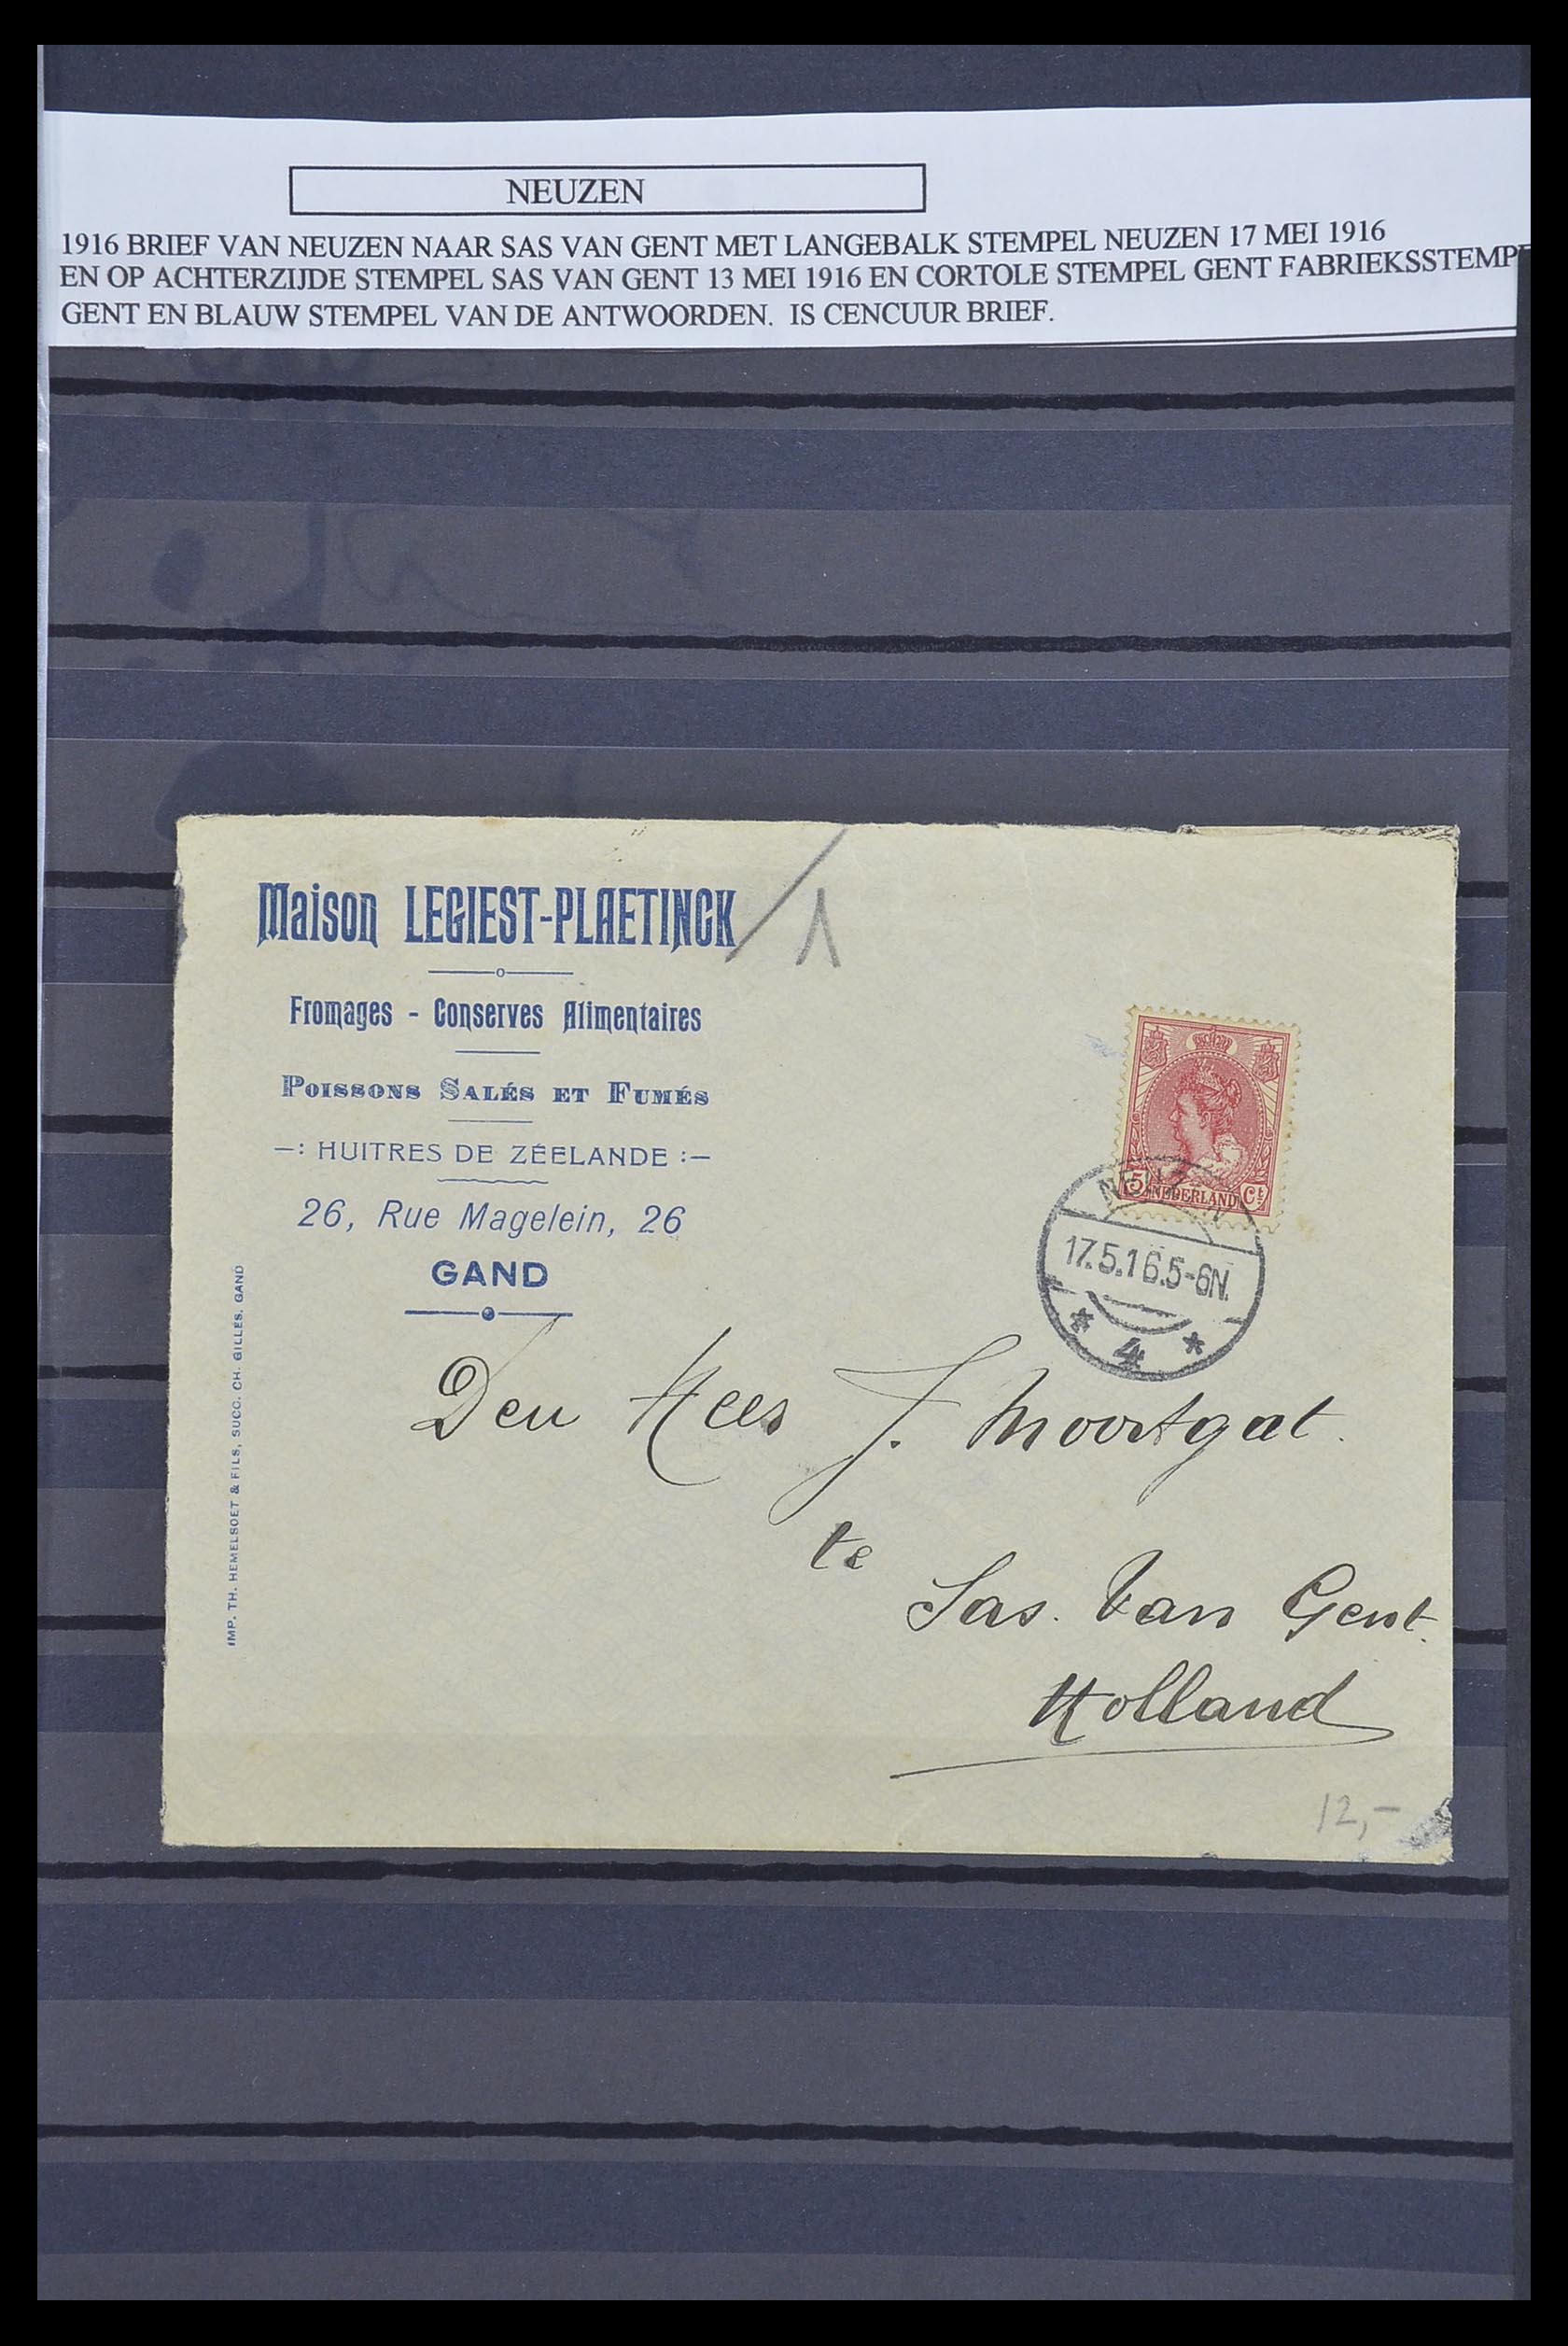 NEUZEN
1916 BRIEF VAN NEUZEN NAAR SAS VAN GENT MET LANGEBALK STEMPEL NEUZEN 17 MEI 1916
EN OP ACHTERZIJDE STEMPEL SAS VAN GENT 13 MEI 1916 EN CORTOLE STEMPEL GENT FABRIEKSSTEMP
GENT EN BLAUW STEMPEL VAN DE ANTWOORDEN. IS CENCUUR BRIEF.
Maison LEGIEST-PLAETINCK
1
Fromages - Conserves Alimentaires
POISSONS SALÉS ET FUMÉS
—: HUITRES DE ZÉELANDE :—
26, Rue Magelein, 26
GAND
IMP. TH. HEMELSOET & FILS, SUCC. CH. GILLES, GAND
5 NEDERLAND Ct
17.5.16.5-6N.
* 4 *
Den Heer J. Moortgat.
te
Sas. Van Gent.
Holland
12,-